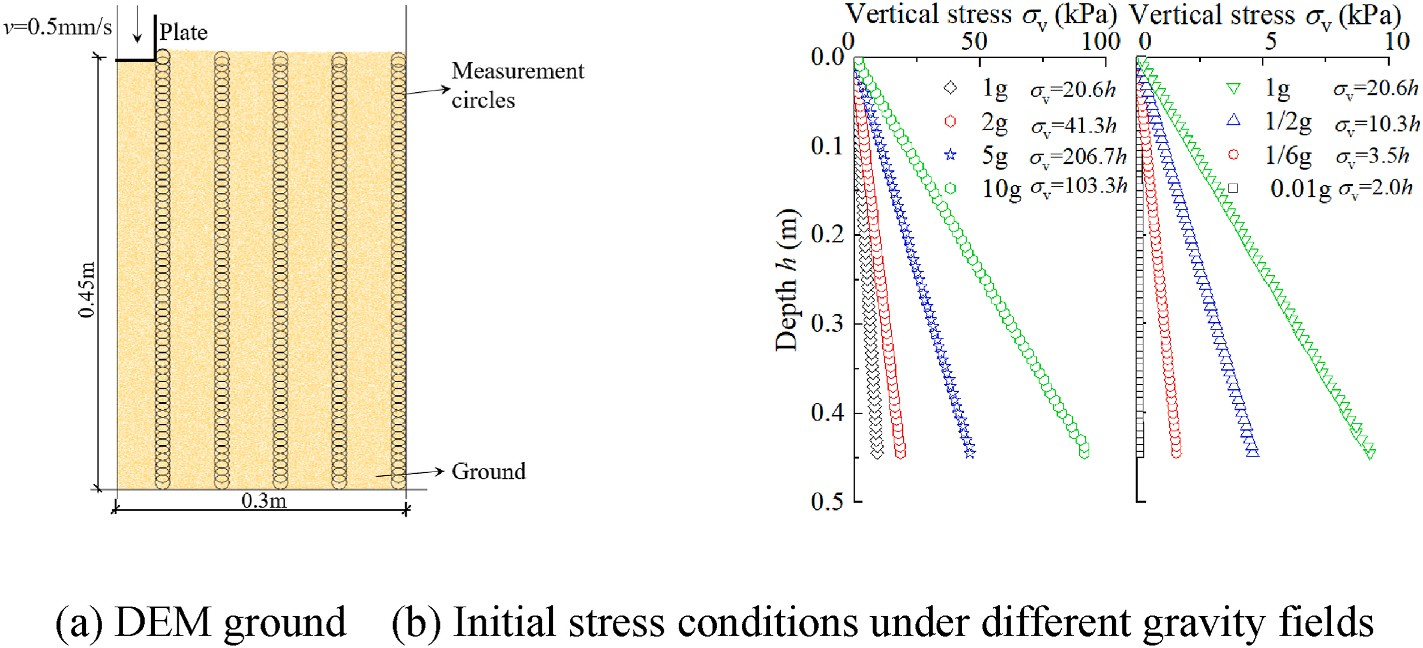 v=0.5mm/s
Plate
Measurement
circles
0.45m
Ground
0.3m
Vertical stress σv (kPa) Vertical stress σv (kPa)
0 50 100 0 5 10
0.0
0.1
0.2
0.3
0.4
0.5
Depth h (m)
1g σv=20.6h
2g σv=41.3h
5g σv=206.7h
10g σv=103.3h
1g σv=20.6h
1/2g σv=10.3h
1/6g σv=3.5h
0.01g σv=2.0h
(a) DEM ground (b) Initial stress conditions under different gravity fields